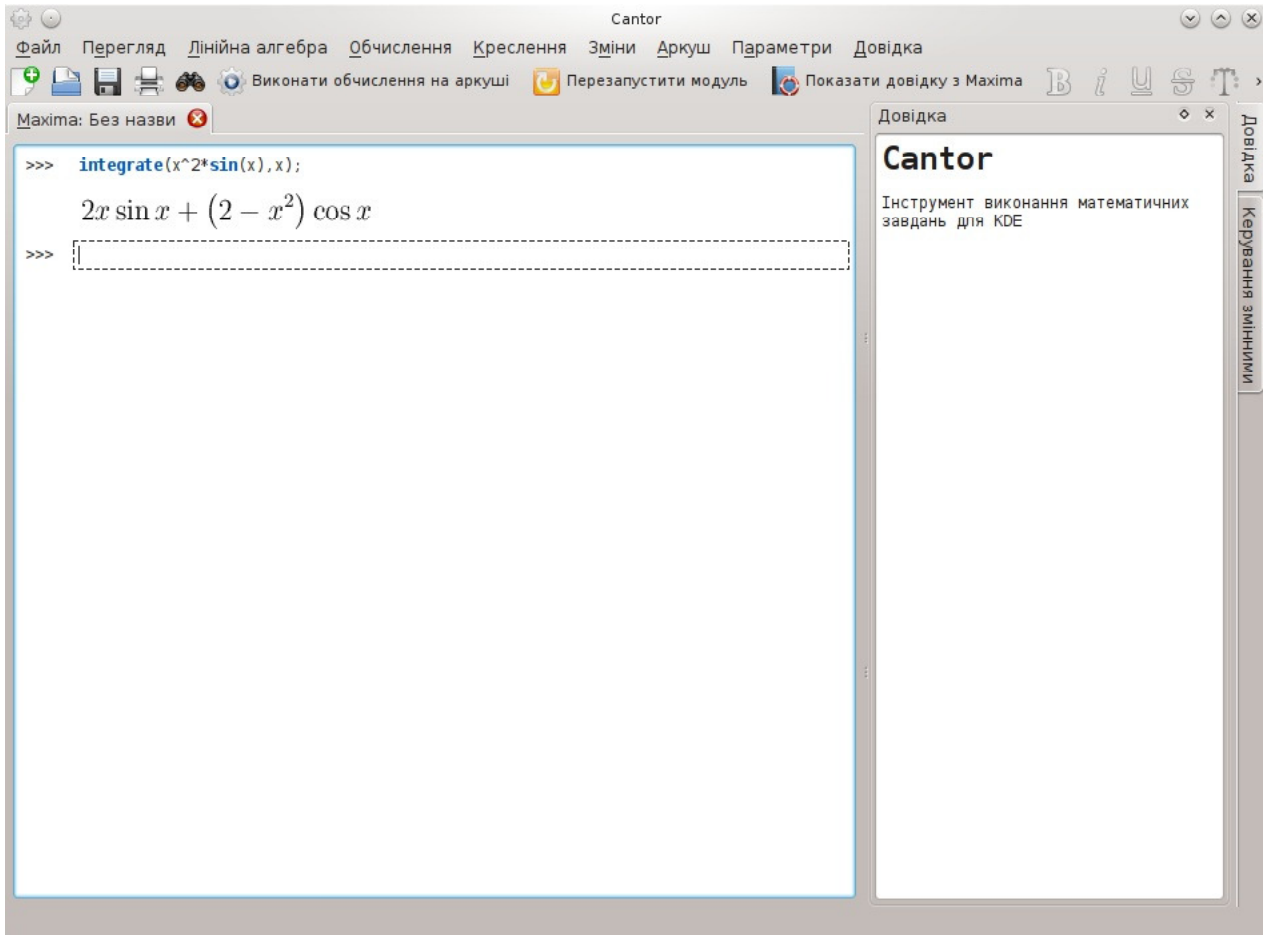 Cantor
Файл Перегляд Лінійна алгебра Обчислення Креслення Зміни Аркуш Параметри Довідка
Виконати обчислення на аркуші Перезапустити модуль Показати довідку з Maxima B i U S T
Maxima: Без назви
>>> integrate(x^2*sin(x),x);
2x sin x + (2 − x²) cos x
>>>
Довідка
Cantor
Інструмент виконання математичних
завдань для KDE
Довідка
Керування змінними